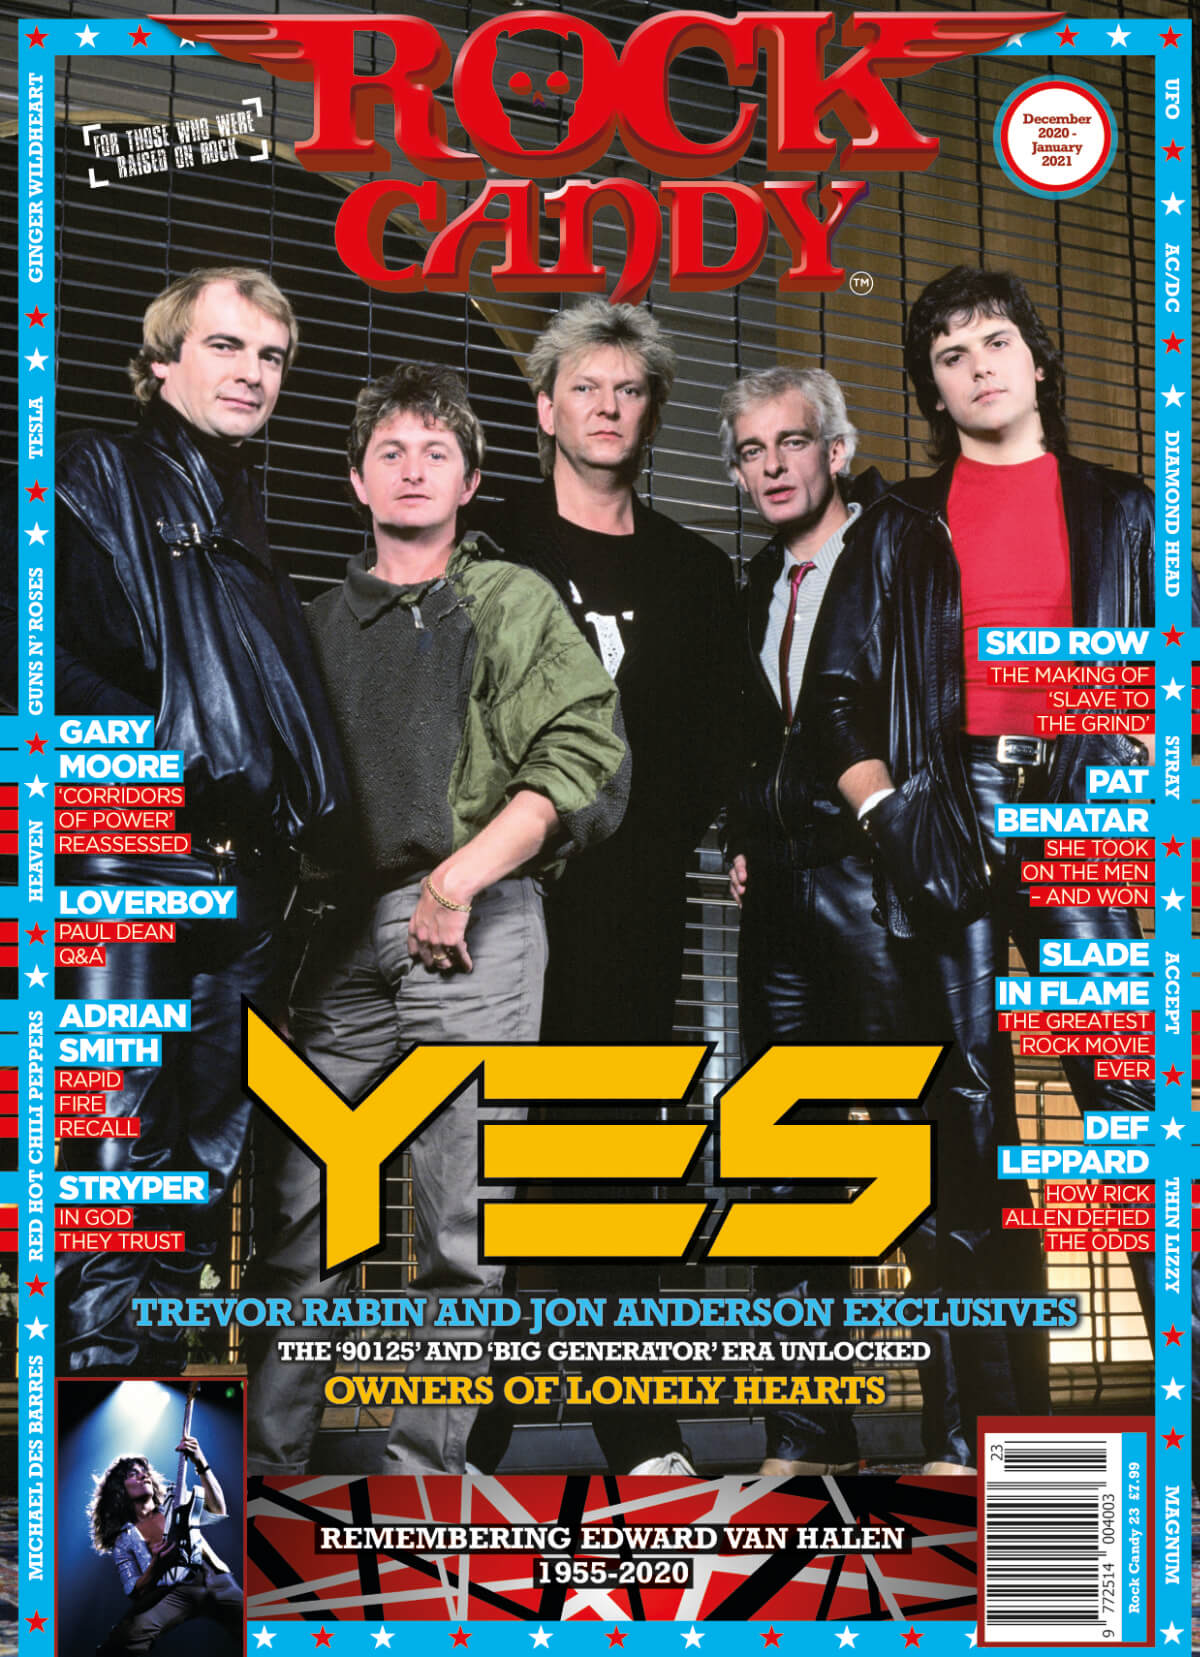 ROCK
CANDY
TM
FOR THOSE WHO WERE
RAISED ON ROCK
December
2020 -
January
2021
GINGER WILDHEART
TESLA
GUNS N' ROSES
HEAVEN
RED HOT CHILI PEPPERS
MICHAEL DES BARRES
UFO
AC/DC
DIAMOND HEAD
STRAY
ACCEPT
THIN LIZZY
MAGNUM
GARY
MOORE
'CORRIDORS
OF POWER'
REASSESSED
LOVERBOY
PAUL DEAN
Q&A
ADRIAN
SMITH
RAPID
FIRE
RECALL
STRYPER
IN GOD
THEY TRUST
SKID ROW
THE MAKING OF
'SLAVE TO
THE GRIND'
PAT
BENATAR
SHE TOOK
ON THE MEN
– AND WON
SLADE
IN FLAME
THE GREATEST
ROCK MOVIE
EVER
DEF
LEPPARD
HOW RICK
ALLEN DEFIED
THE ODDS
YES
TREVOR RABIN AND JON ANDERSON EXCLUSIVES
THE '90125' AND 'BIG GENERATOR' ERA UNLOCKED
OWNERS OF LONELY HEARTS
REMEMBERING EDWARD VAN HALEN
1955-2020
23
9 772514 004003
Rock Candy 23 £7.99